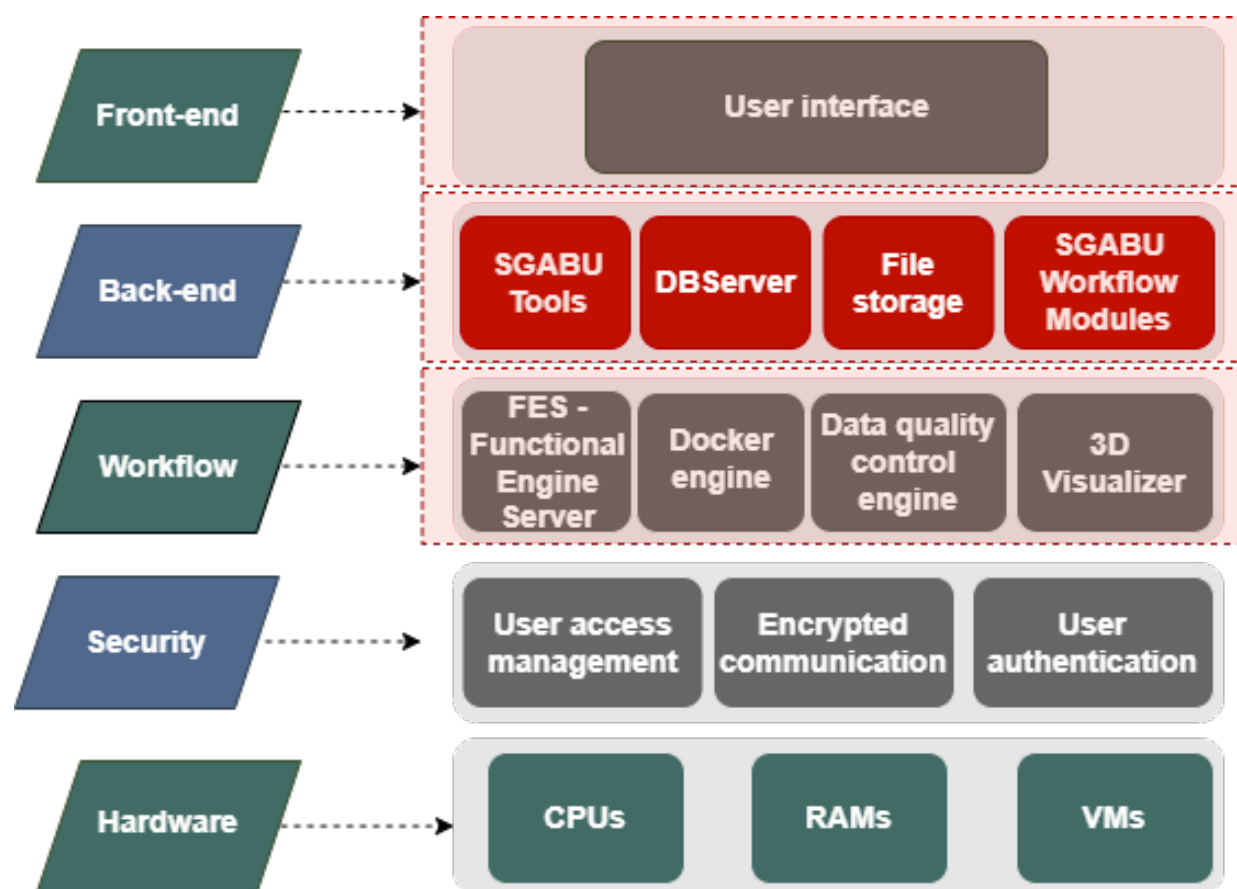 Front-end
User interface
Back-end
SGABU
Tools
DBServer
File
storage
SGABU
Workflow
Modules
Workflow
FES -
Functional
Engine
Server
Docker
engine
Data quality
control
engine
3D
Visualizer
Security
User access
management
Encrypted
communication
User
authentication
Hardware
CPUs
RAMs
VMs